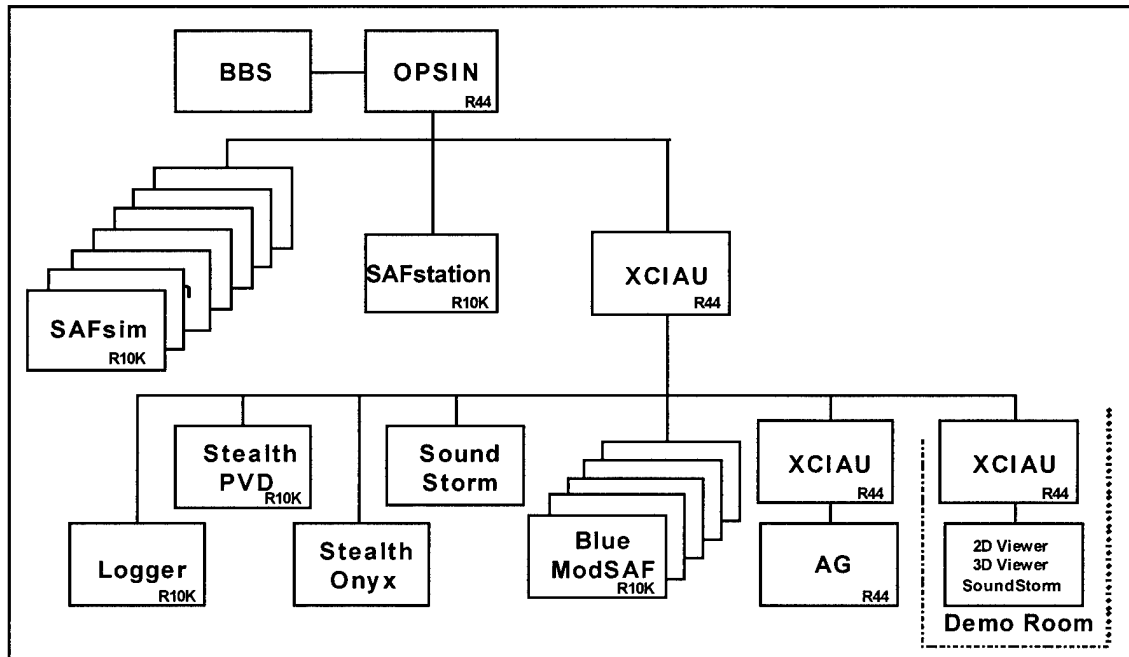 BBS
OPSIN
R44
SAFstation
R10K
XCIAU
R44
SAFsim
R10K
Stealth
PVD
R10K
Sound
Storm
XCIAU
R44
XCIAU
R44
Logger
R10K
Stealth
Onyx
Blue
ModSAF
R10K
AG
R44
2D Viewer
3D Viewer
SoundStorm
Demo Room